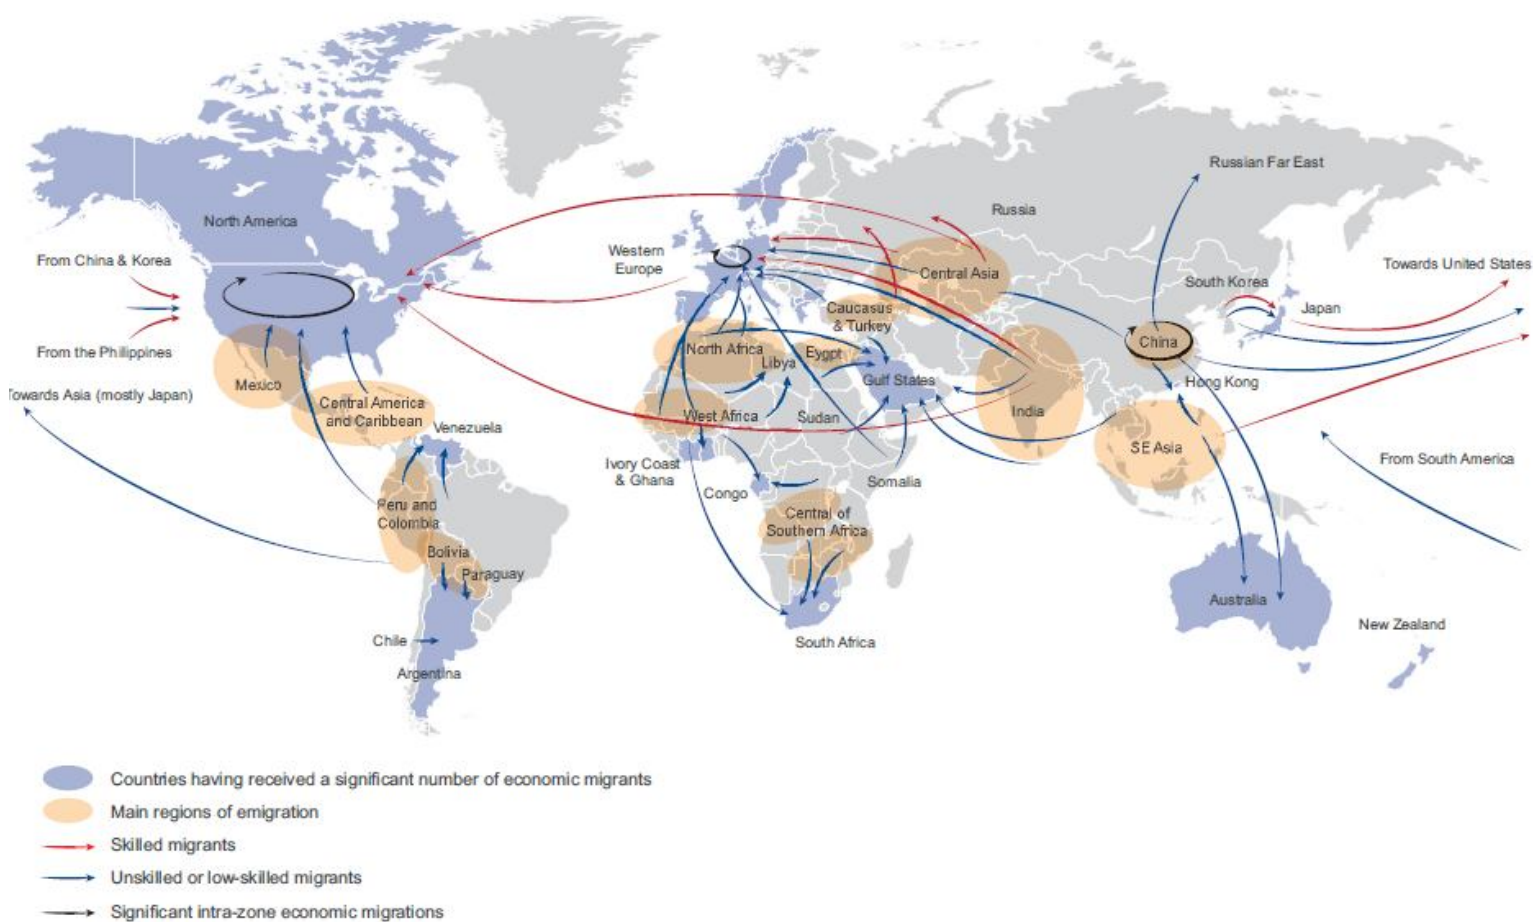 Russian Far East
North America
Russia
Western
Europe
From China & Korea
Central Asia
Towards United States
South Korea
Japan
Caucasus
& Turkey
From the Philippines
North Africa
Libya
Eygpt
China
Mexico
Gulf States
Hong Kong
owards Asia (mostly Japan)
Central America
and Caribbean
West Africa
Sudan
India
Venezuela
SE Asia
From South America
Ivory Coast
& Ghana
Congo
Somalia
Peru and
Colombia
Central of
Southern Africa
Bolivia
Paraguay
Australia
New Zealand
Chile
South Africa
Argentina
Countries having received a significant number of economic migrants
Main regions of emigration
Skilled migrants
Unskilled or low-skilled migrants
Significant intra-zone economic migrations